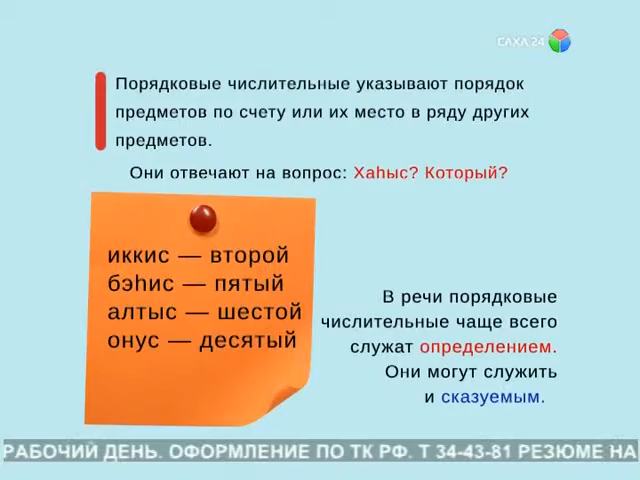 САХА 24
Порядковые числительные указывают порядок
предметов по счету или их место в ряду других
предметов.
Они отвечают на вопрос: Хаһыс? Который?
иккис — второй
бэһис — пятый
алтыс — шестой
онус — десятый
В речи порядковые
числительные чаще всего
служат определением.
Они могут служить
и сказуемым.
РАБОЧИЙ ДЕНЬ. ОФОРМЛЕНИЕ ПО ТК РФ. Т 34-43-81 РЕЗЮМЕ НА